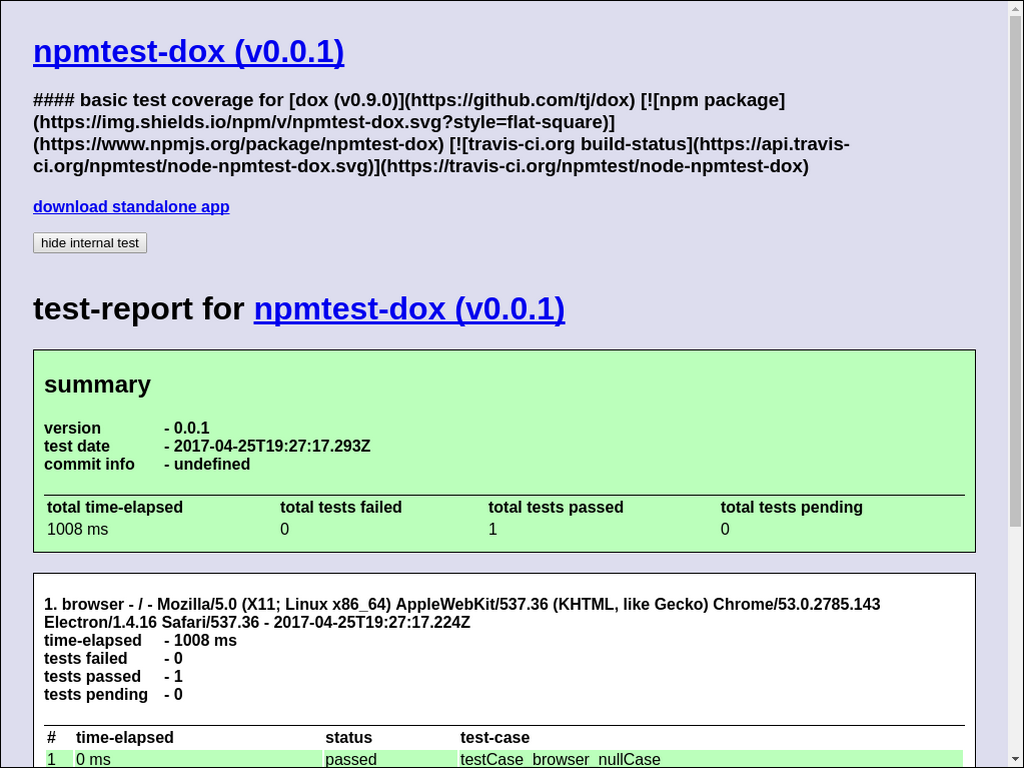 npmtest-dox (v0.0.1)
#### basic test coverage for [dox (v0.9.0)](https://github.com/tj/dox) [![npm package]
(https://img.shields.io/npm/v/npmtest-dox.svg?style=flat-square)]
(https://www.npmjs.org/package/npmtest-dox) [![travis-ci.org build-status](https://api.travis-
ci.org/npmtest/node-npmtest-dox.svg)](https://travis-ci.org/npmtest/node-npmtest-dox)
download standalone app
hide internal test
test-report for npmtest-dox (v0.0.1)
summary
version - 0.0.1
test date - 2017-04-25T19:27:17.293Z
commit info - undefined
total time-elapsed total tests failed total tests passed total tests pending
1008 ms 0 1 0
1. browser - / - Mozilla/5.0 (X11; Linux x86_64) AppleWebKit/537.36 (KHTML, like Gecko) Chrome/53.0.2785.143
Electron/1.4.16 Safari/537.36 - 2017-04-25T19:27:17.224Z
time-elapsed - 1008 ms
tests failed - 0
tests passed - 1
tests pending - 0
# time-elapsed status test-case
1 0 ms passed testCase_browser_nullCase